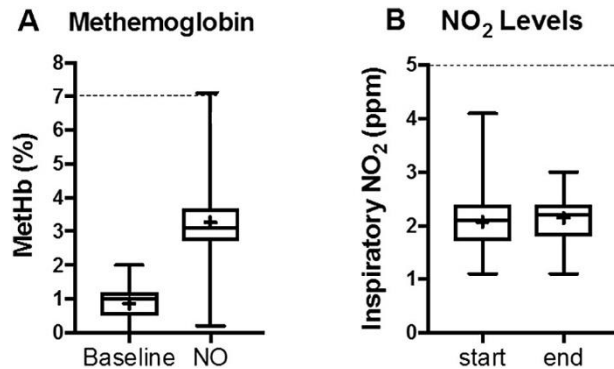 A Methemoglobin
MetHb (%)
8
7
6
5
4
3
2
1
0
Baseline NO
B NO₂ Levels
Inspiratory NO₂ (ppm)
5
4
3
2
1
0
start end